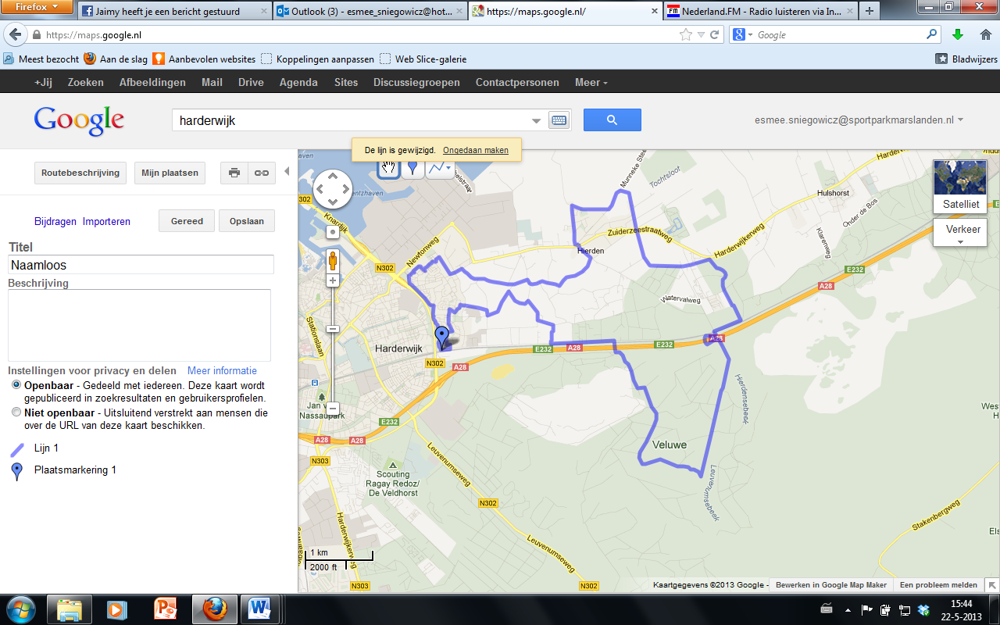 Firefox
Jaimy heeft je een bericht gestuurd
Outlook (3) - esmee_sniegowicz@hot...
https://maps.google.nl/
FM Nederland.FM - Radio luisteren via In...
https://maps.google.nl
Google
Meest bezocht Aan de slag Aanbevolen websites Koppelingen aanpassen Web Slice-galerie Bladwijzers
+Jij Zoeken Afbeeldingen Mail Drive Agenda Sites Discussiegroepen Contactpersonen Meer
Google
harderwijk
esmee.sniegowicz@sportparkmarslanden.nl
De lijn is gewijzigd. Ongedaan maken
Routebeschrijving Mijn plaatsen
Bijdragen Importeren Gereed Opslaan
Titel
Naamloos
Beschrijving
Instellingen voor privacy en delen Meer informatie
Openbaar - Gedeeld met iedereen. Deze kaart wordt
gepubliceerd in zoekresultaten en gebruikersprofielen.
Niet openbaar - Uitsluitend verstrekt aan mensen die
over de URL van deze kaart beschikken.
Lijn 1
Plaatsmarkering 1
Satelliet
Verkeer
Munneke Stee
Tochtsloot
Harderwijkerweg
Hulshorst
Onder de Bos
Klarenweg
302
Knardijk
Newtonweg
Zuiderzeestraatweg
Hierden
Harderwijkerweg
E232
N302
A28
Waterval weg
Stationslaan
Harderwijk
E232
A28
E232
A28
N302
A28
Hierdensebeek
Jan van
Nassaupark
E232
A28
A28
Veluwe
N303
Leuvenumseweg
Leuvenumsebeek
Scouting
Ragay Redoz/
De Veldhorst
N302
Harderwijkerweg
Leuvenumseweg
Stakenbergweg
N303
N302
1 km
2000 ft
Kaartgegevens ©2013 Google - Bewerken in Google Map Maker Een probleem melden
15:44
22-5-2013